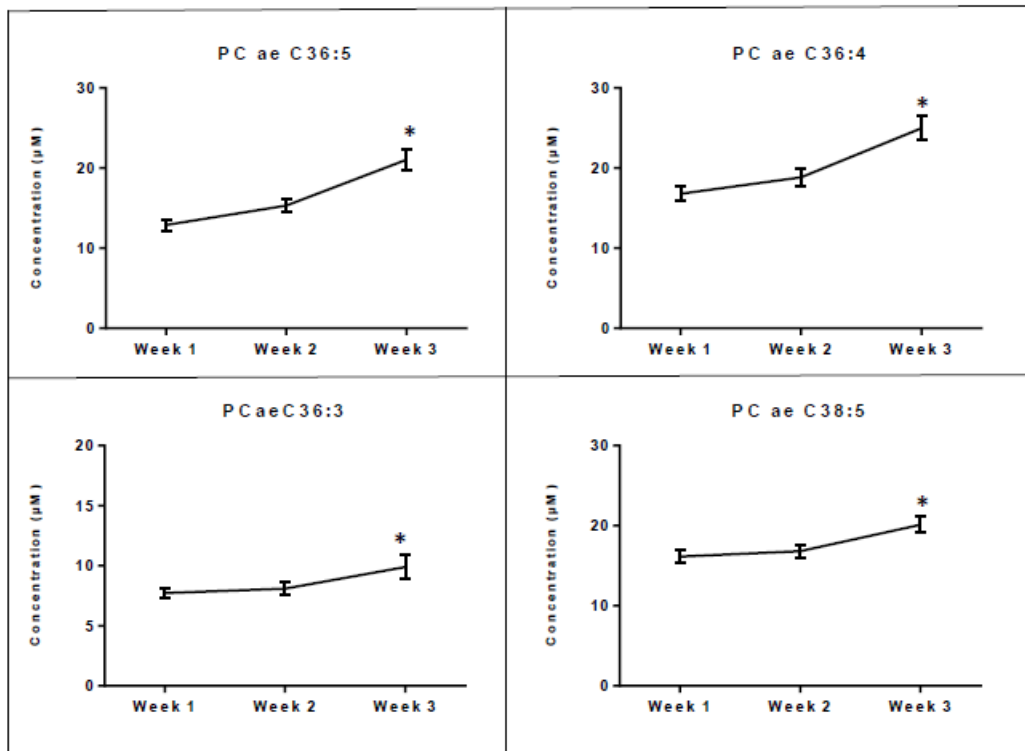 PC ae C36:5
Concentration (µM)
30
*
20
10
0
Week 1 Week 2 Week 3
PC ae C36:4
Concentration (µM)
30
*
20
10
0
Week 1 Week 2 Week 3
PCaeC36:3
Concentration (µM)
20
15
*
10
5
0
Week 1 Week 2 Week 3
PC ae C38:5
Concentration (µM)
30
*
20
10
0
Week 1 Week 2 Week 3